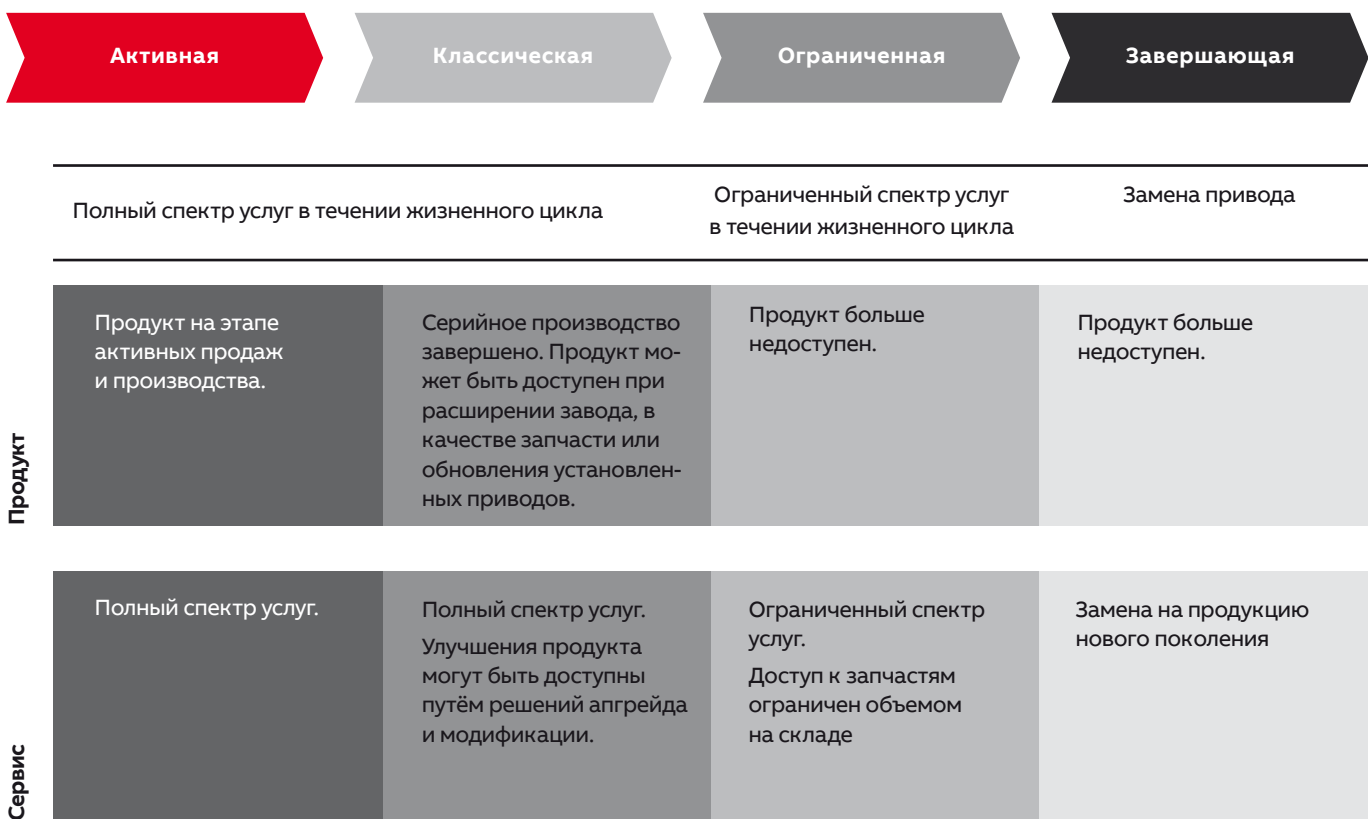 Активная
Классическая
Ограниченная
Завершающая
Полный спектр услуг в течении жизненного цикла
Ограниченный спектр услуг
в течении жизненного цикла
Замена привода
Продукт
Продукт на этапе
активных продаж
и производства.
Серийное производство
завершено. Продукт мо-
жет быть доступен при
расширении завода, в
качестве запчасти или
обновления установлен-
ных приводов.
Продукт больше
недоступен.
Продукт больше
недоступен.
Сервис
Полный спектр услуг.
Полный спектр услуг.
Улучшения продукта
могут быть доступны
путём решений апгрейда
и модификации.
Ограниченный спектр
услуг.
Доступ к запчастям
ограничен объемом
на складе
Замена на продукцию
нового поколения